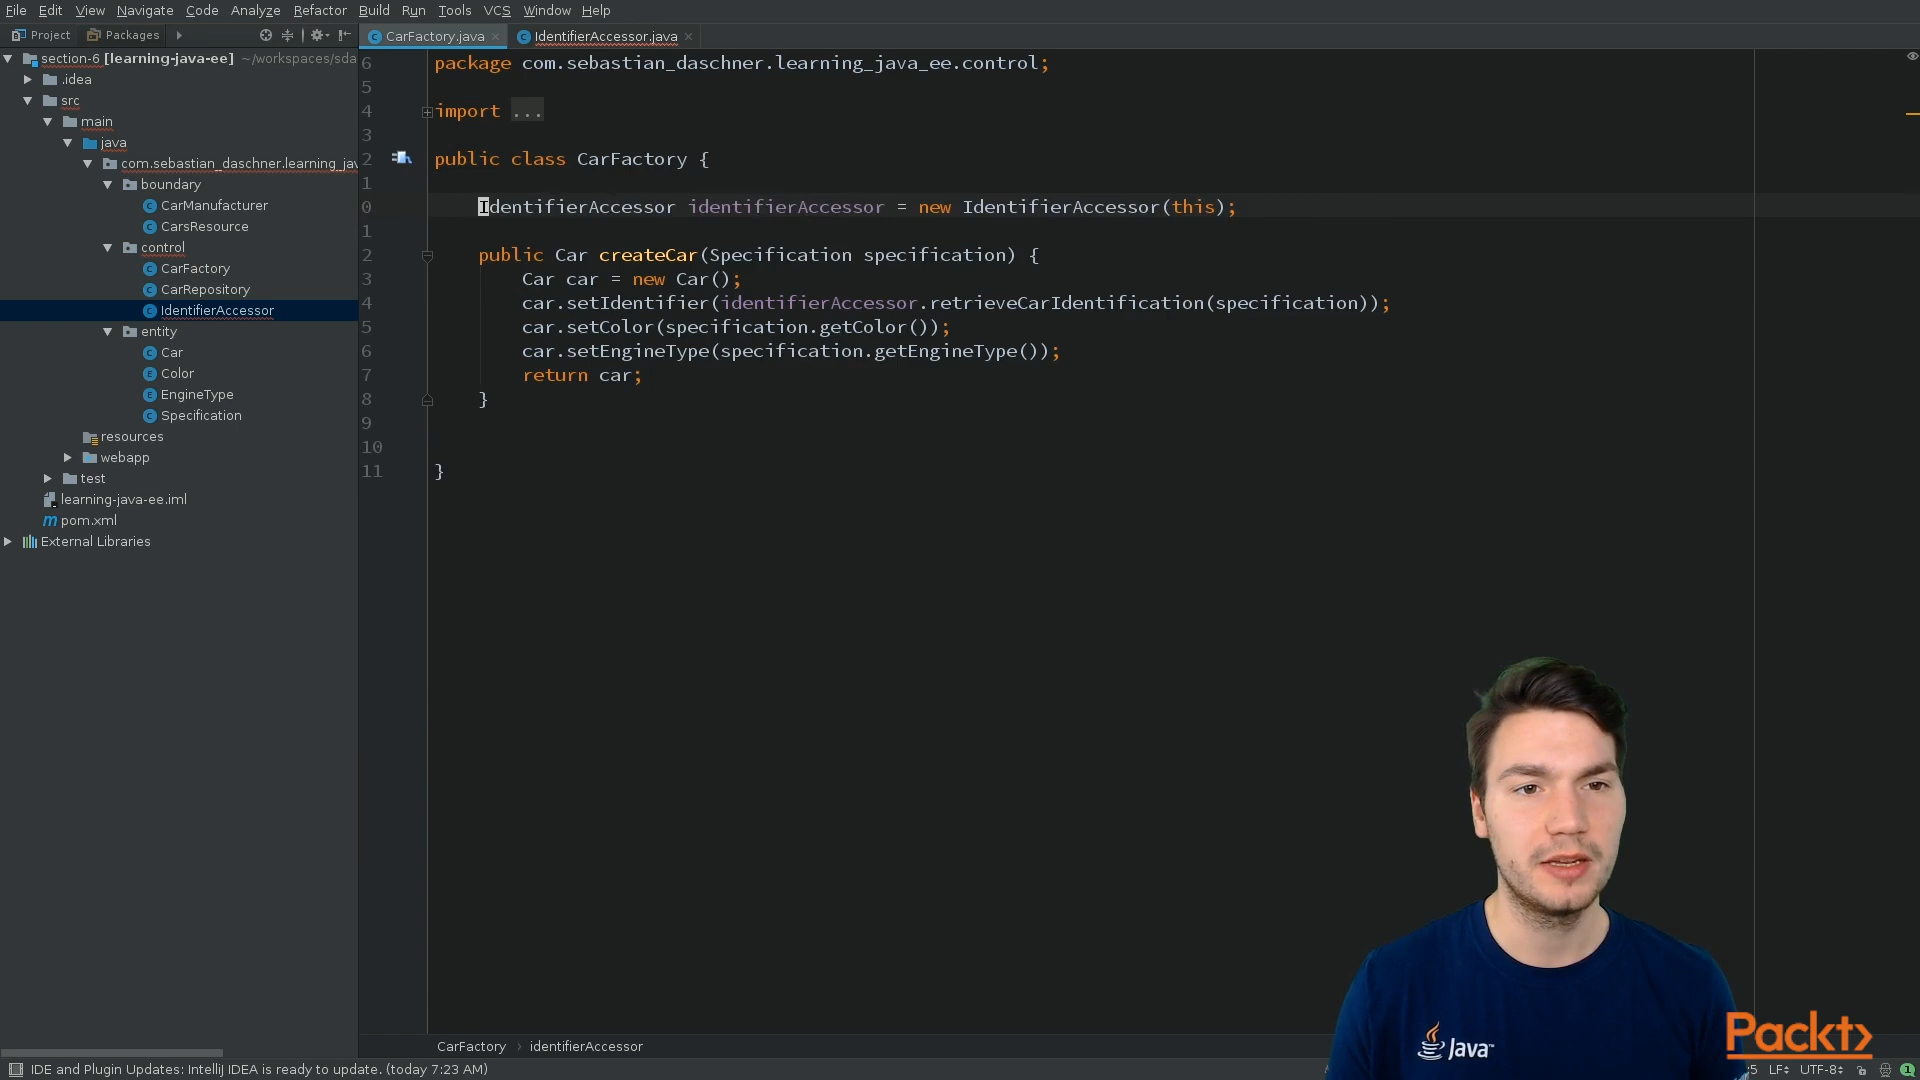 File Edit View Navigate Code Analyze Refactor Build Run Tools VCS Window Help
Project Packages
CarFactory.java IdentifierAccessor.java
section-6 [learning-java-ee] ~/workspaces/sda
.idea
src
main
java
com.sebastian_daschner.learning_jav
boundary
CarManufacturer
CarsResource
control
CarFactory
CarRepository
IdentifierAccessor
entity
Car
Color
EngineType
Specification
resources
webapp
test
learning-java-ee.iml
pom.xml
External Libraries
6 package com.sebastian_daschner.learning_java_ee.control;
5
4 import ...
3
2 public class CarFactory {
1
0 IdentifierAccessor identifierAccessor = new IdentifierAccessor(this);
1
2 public Car createCar(Specification specification) {
3 Car car = new Car();
4 car.setIdentifier(identifierAccessor.retrieveCarIdentification(specification));
5 car.setColor(specification.getColor());
6 car.setEngineType(specification.getEngineType());
7 return car;
8 }
9
10
11 }
Java™
Packt>
CarFactory › identifierAccessor
IDE and Plugin Updates: IntelliJ IDEA is ready to update. (today 7:23 AM)
:5 LF UTF-8 1